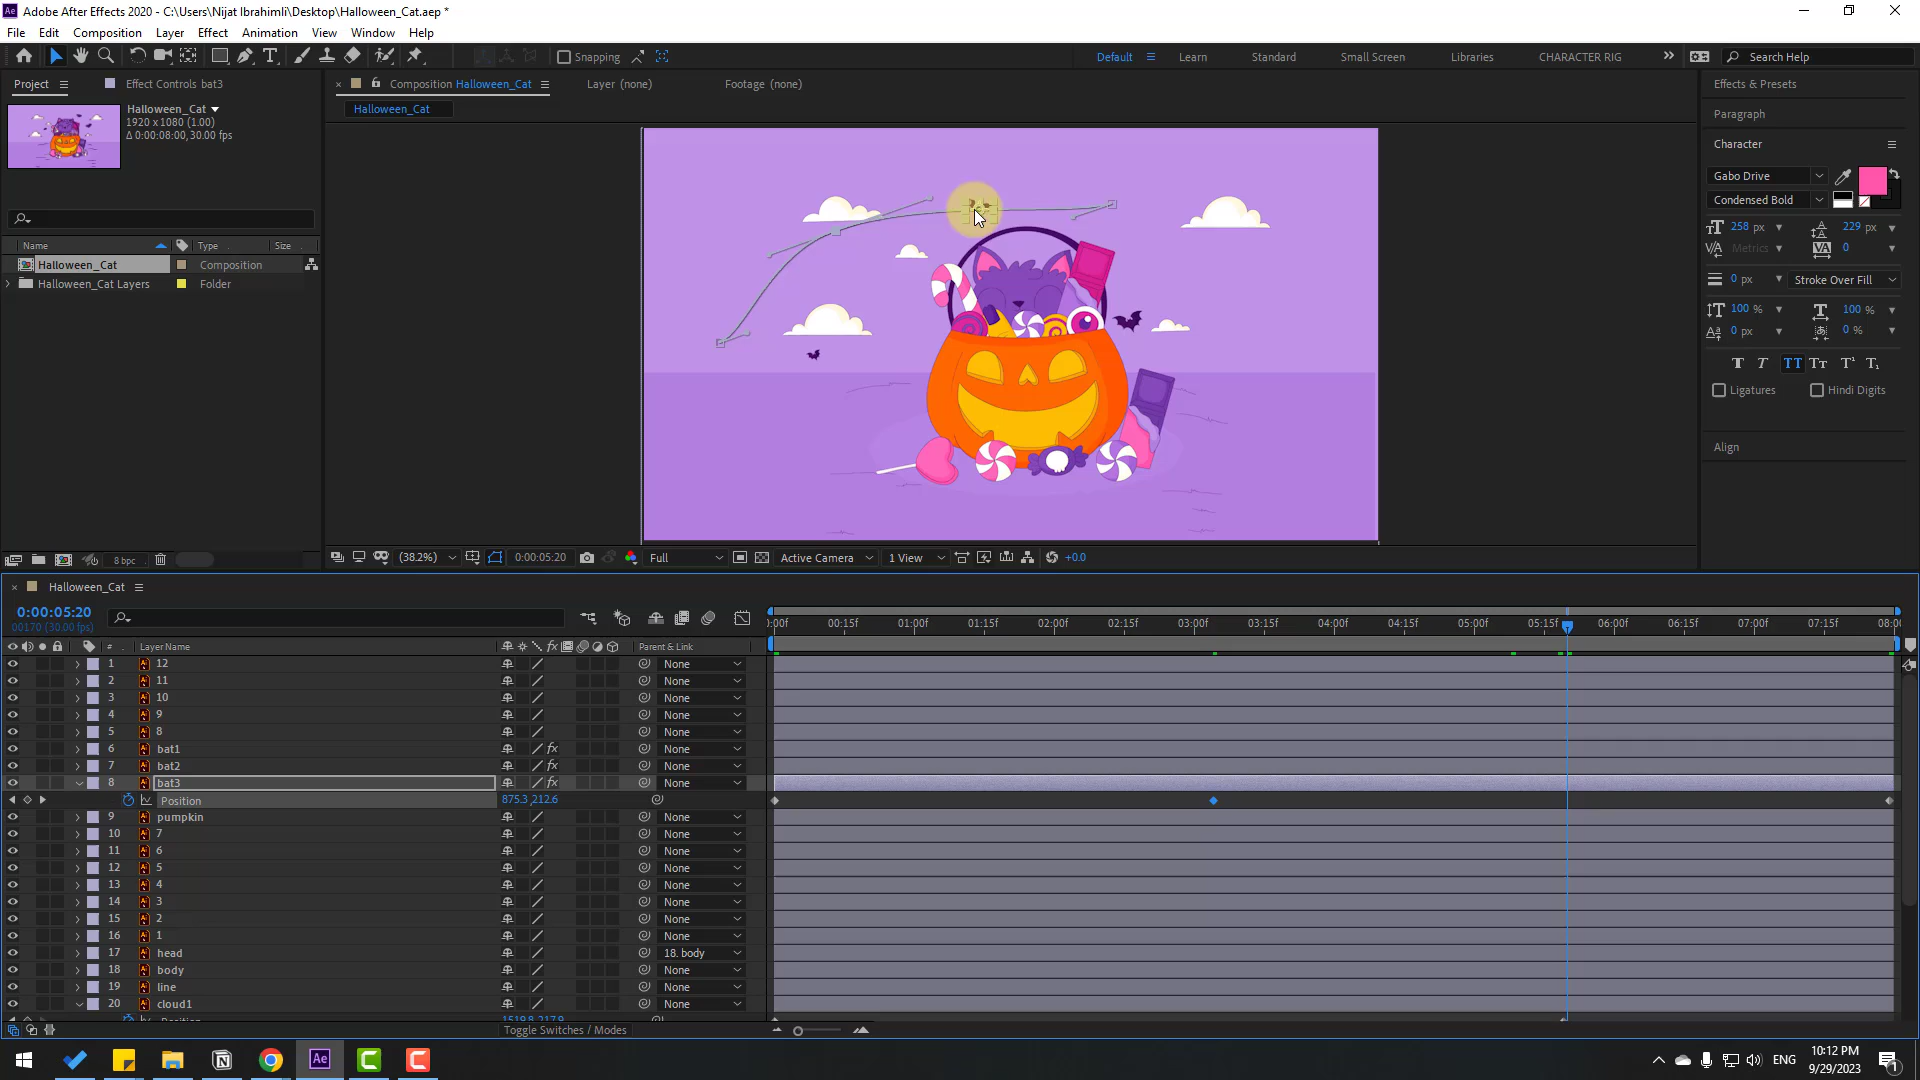 Adobe After Effects 2020 - C:\Users\Nijat Ibrahimli\Desktop\Halloween_Cat.aep *
File Edit Composition Layer Effect Animation View Window Help
Snapping Default Learn Standard Small Screen Libraries CHARACTER RIG Search Help
Project Effect Controls bat3 Composition Halloween_Cat Layer (none) Footage (none) Effects & Presets
Halloween_Cat
1920 x 1080 (1.00)
Δ 0:00:08:00, 30.00 fps
Halloween_Cat
Paragraph
Character
Gabo Drive
Condensed Bold
258 px 229 px
Metrics 0
0 px Stroke Over Fill
100 % 100 %
0 px 0 %
Ligatures Hindi Digits
Align
Name Type Size
Halloween_Cat Composition
Halloween_Cat Layers Folder
8 bpc
(38.2%) 0:00:05:20 Full Active Camera 1 View +0.0
Halloween_Cat
0:00:05:20
00170 (30.00 fps)
:00f 00:15f 01:00f 01:15f 02:00f 02:15f 03:00f 03:15f 04:00f 04:15f 05:00f 05:15f 06:00f 06:15f 07:00f 07:15f 08:00
# Layer Name Parent & Link
1 12 None
2 11 None
3 10 None
4 9 None
5 8 None
6 bat1 fx None
7 bat2 None
8 bat3 fx None
Position 875.3,212.6
9 pumpkin None
10 7 None
11 6 None
12 5 None
13 4 None
14 3 None
15 2 None
16 1 None
17 head 18. body
18 body None
19 line None
20 cloud1 None
Position 1519.8,217.9
Toggle Switches / Modes
ENG 10:12 PM
9/29/2023
1